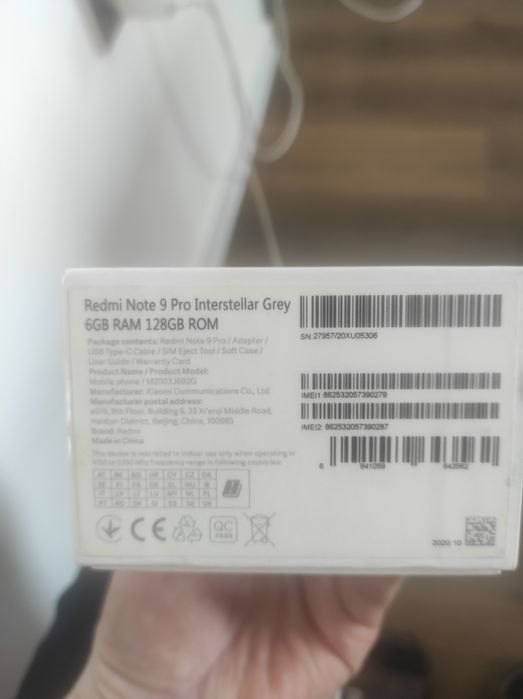 Redmi Note 9 Pro Interstellar Grey
6GB RAM 128GB ROM
Package contents: Redmi Note 9 Pro / Adapter /
USB Type-C Cable / SIM Eject Tool / Soft Case /
User Guide / Warranty Card
Product Name / Product Model:
Mobile phone / M2003J6B2G
Manufacturer: Xiaomi Communications Co., Ltd.
Manufacturer postal address:
#019, 9th Floor, Building 6, 33 Xi'erqi Middle Road,
Haidian District, Beijing, China, 100085
Brand: Redmi
Made in China
This device is restricted to indoor use only when operating in
5150 to 5350 MHz frequency range in following countries:
AT BE BG HR CY CZ DK
EE FI FR DE EL HU IE
IT LV LT LU MT NL PL
PT RO SK SI ES SE UK
CE
QC
PASS
SN:27957/20XU05306
IMEI1:862532057390279
IMEI2: 862532057390287
6 941059 643562
2020.10